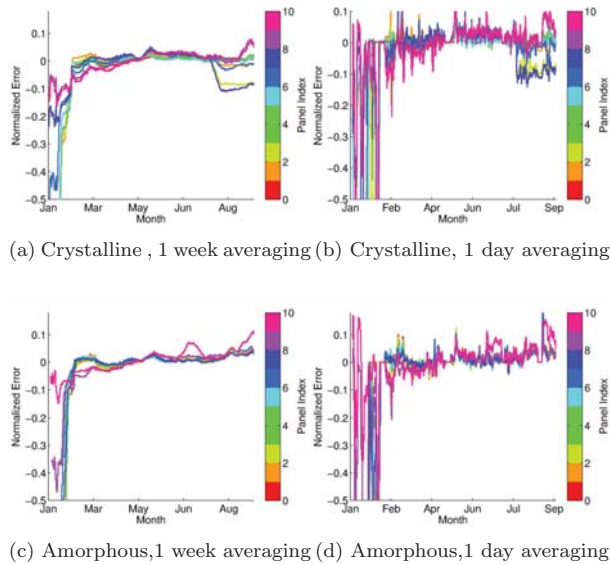 0.1
0
-0.1
-0.2
-0.3
-0.4
-0.5
Normalized Error
Jan Mar May Jun Aug
Month
10
8
6
4
2
0
Panel Index
0.1
0
-0.1
-0.2
-0.3
-0.4
-0.5
Normalized Error
Jan Feb Apr Jun Jul Sep
Month
10
8
6
4
2
0
Panel Index
(a) Crystalline , 1 week averaging
(b) Crystalline, 1 day averaging
0.1
0
-0.1
-0.2
-0.3
-0.4
-0.5
Normalized Error
Jan Mar May Jun Aug
Month
10
8
6
4
2
0
Panel Index
0.1
0
-0.1
-0.2
-0.3
-0.4
-0.5
Normalized Error
Jan Feb Apr Jun Jul Sep
Month
10
8
6
4
2
0
Panel Index
(c) Amorphous,1 week averaging
(d) Amorphous,1 day averaging